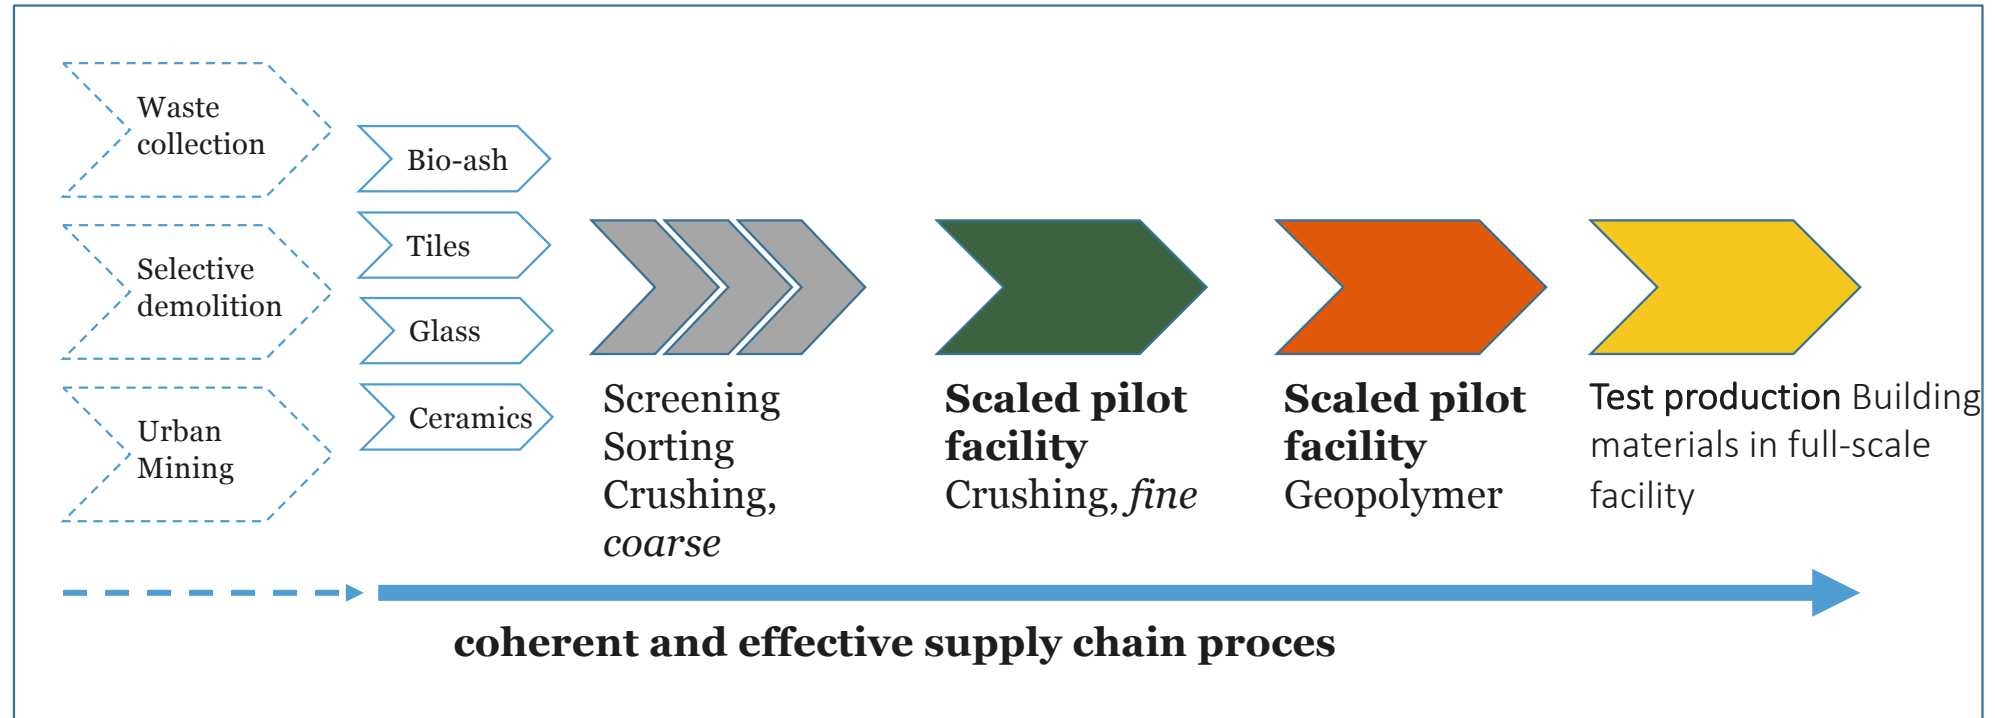 Waste
collection
Selective
demolition
Urban
Mining
Bio-ash
Tiles
Glass
Ceramics
Screening
Sorting
Crushing,
coarse
Scaled pilot
facility
Crushing, fine
Scaled pilot
facility
Geopolymer
Test production Building
materials in full-scale
facility
coherent and effective supply chain proces